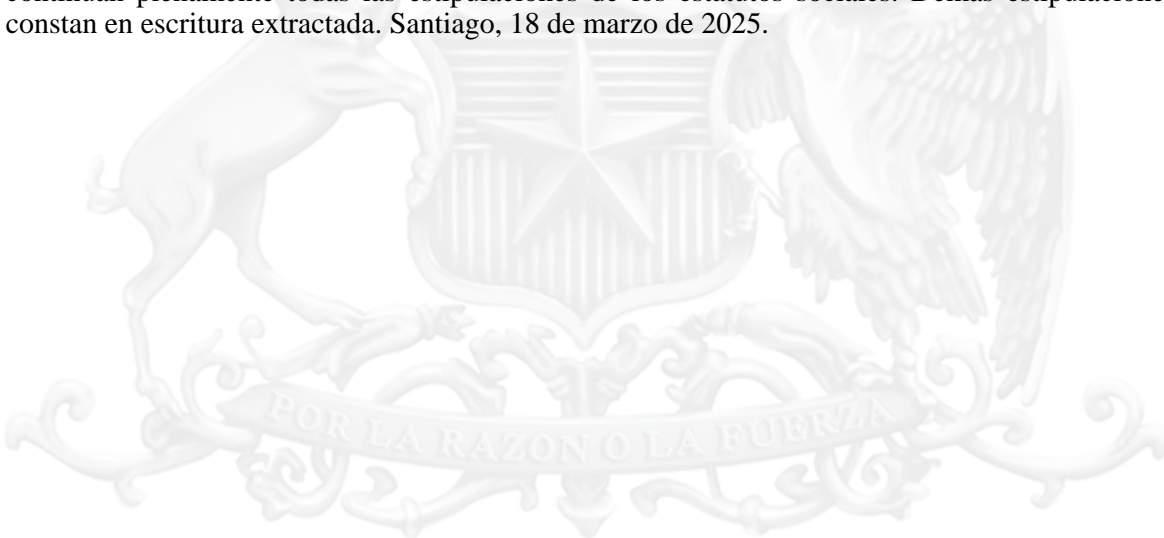 continúan plenamente todas las estipulaciones de los estatutos sociales. Demás estipulaciones
constan en escritura extractada. Santiago, 18 de marzo de 2025.
POR LA RAZON O LA FUERZA